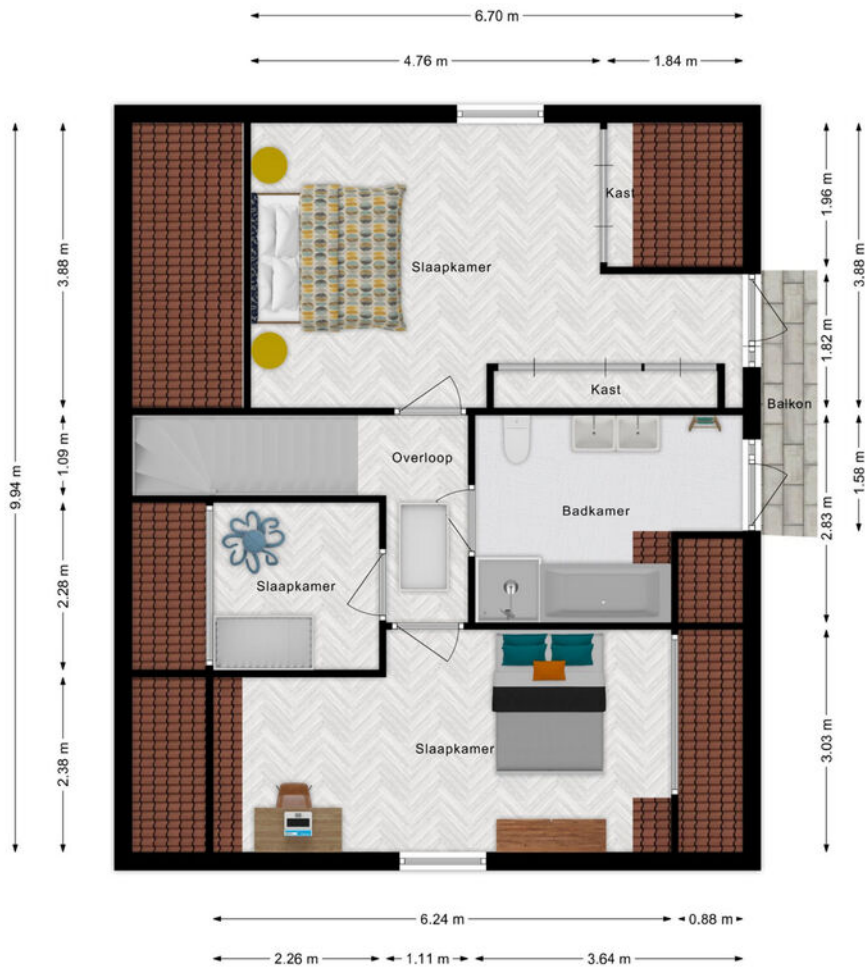 6.70 m
4.76 m
1.84 m
Kast
1.96 m
3.88 m
3.88 m
Slaapkamer
1.82 m
Kast
Balkon
9.94 m
1.09 m
Overloop
1.58 m
Badkamer
2.83 m
2.28 m
Slaapkamer
Slaapkamer
3.03 m
2.38 m
6.24 m
0.88 m
2.26 m
1.11 m
3.64 m